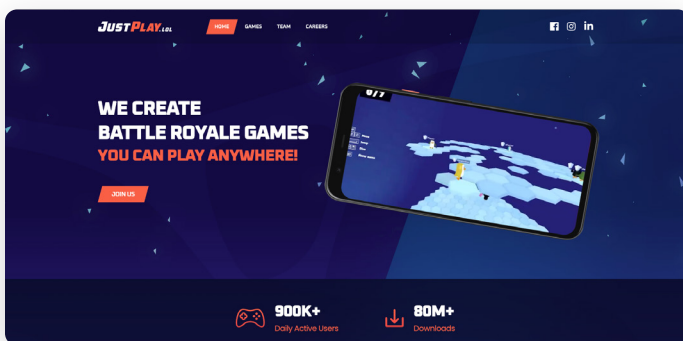 JUSTPLAY.LOL
HOME GAMES TEAM CAREERS
WE CREATE
BATTLE ROYALE GAMES
YOU CAN PLAY ANYWHERE!
JOIN US
900K+
Daily Active Users
80M+
Downloads